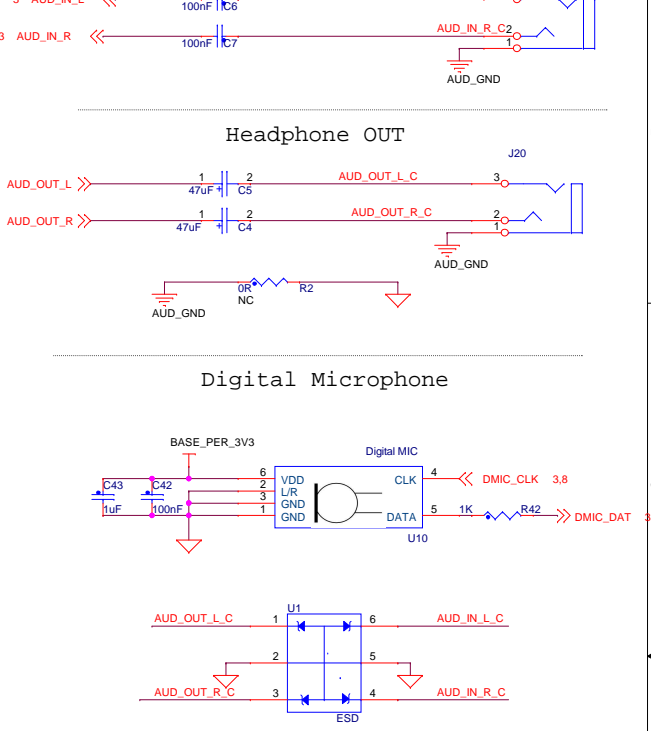 3 AUD_IN_L
100nF C6
3 AUD_IN_R
100nF C7
AUD_IN_R_C 2
1
AUD_GND
Headphone OUT
J20
AUD_OUT_L 1 2 AUD_OUT_L_C 3
47uF + C5
AUD_OUT_R 1 2 AUD_OUT_R_C 2
47uF + C4 1
AUD_GND
0R R2
NC
AUD_GND
Digital Microphone
BASE_PER_3V3
Digital MIC
C43 C42 6 VDD CLK 4 DMIC_CLK 3,8
2 L/R
3 GND
1uF 100nF 1 GND DATA 5 1K R42 DMIC_DAT 3
U10
U1
AUD_OUT_L_C 1 6 AUD_IN_L_C
2 5
AUD_OUT_R_C 3 4 AUD_IN_R_C
ESD